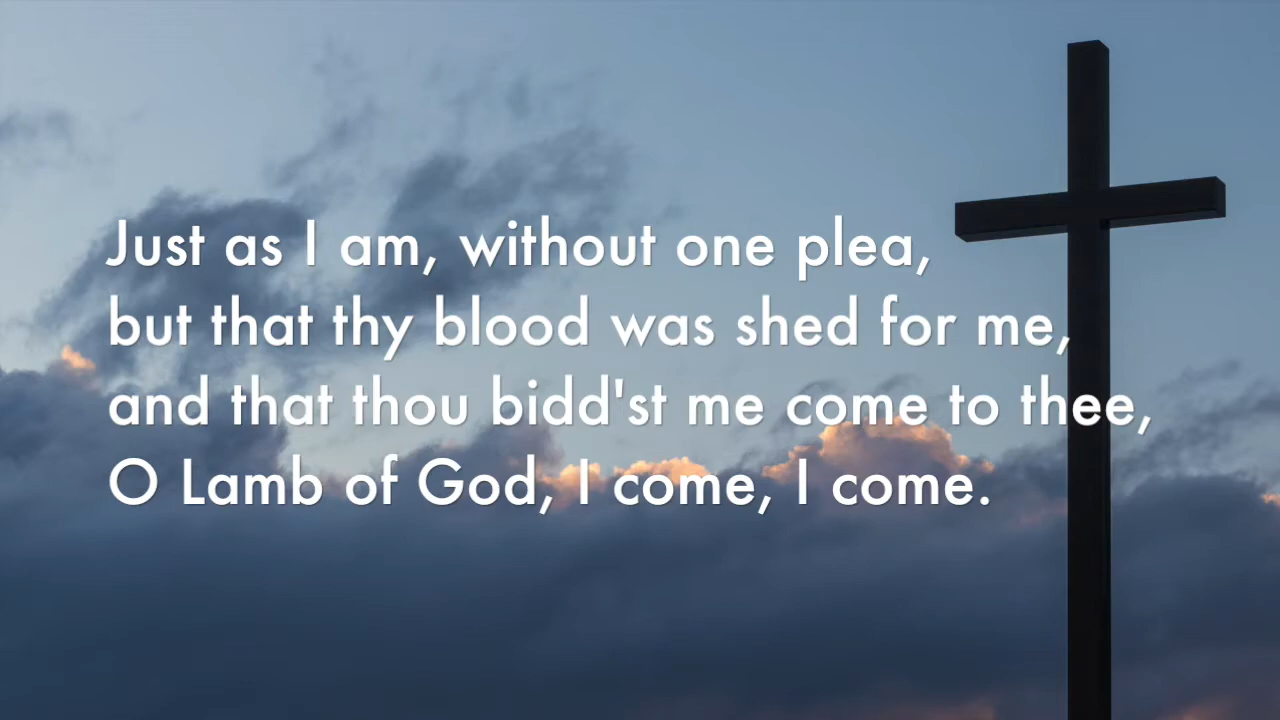 Just as I am, without one plea,
but that thy blood was shed for me,
and that thou bidd'st me come to thee,
O Lamb of God, I come, I come.